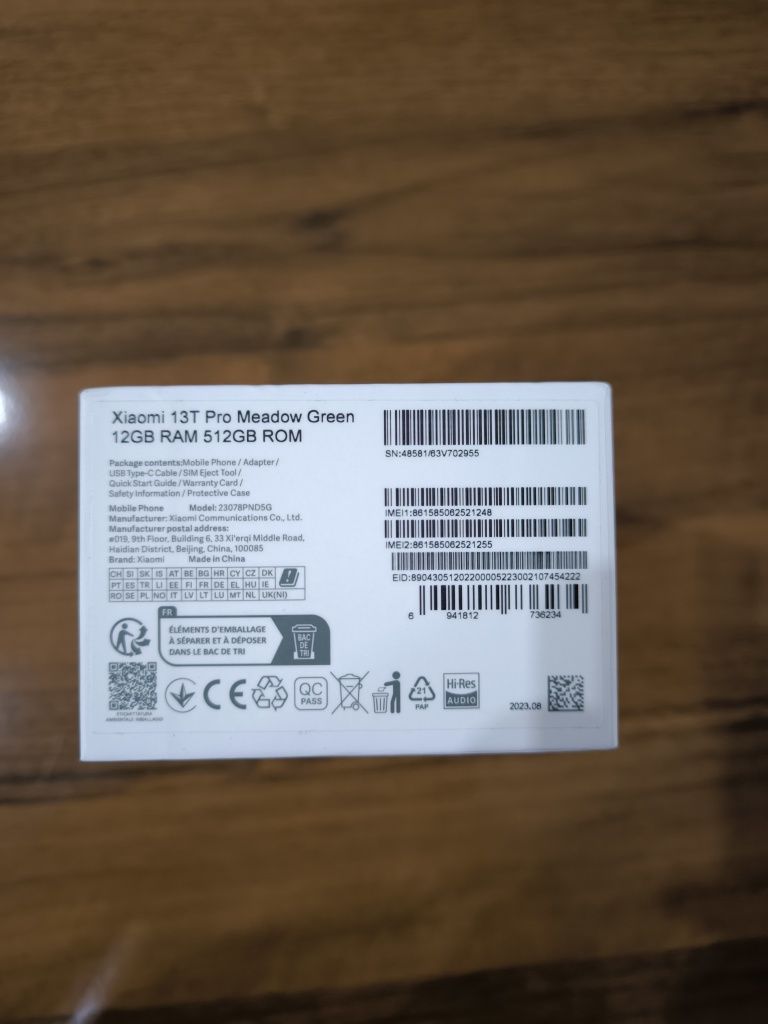 Xiaomi 13T Pro Meadow Green
12GB RAM 512GB ROM
Package contents:Mobile Phone / Adapter /
USB Type-C Cable / SIM Eject Tool /
Quick Start Guide / Warranty Card /
Safety Information / Protective Case
Mobile Phone Model: 23078PND5G
Manufacturer: Xiaomi Communications Co., Ltd.
Manufacturer postal address:
#019, 9th Floor, Building 6, 33 Xi'erqi Middle Road,
Haidian District, Beijing, China, 100085
Brand: Xiaomi Made in China
CH SI SK IS AT BE BG HR CY CZ DK
PT ES TR LI EE FI FR DE EL HU IE
RO SE PL NO IT LV LT LU MT NL UK(NI)
SN:48581/63V702955
IMEI1:861585062521248
IMEI2:861585062521255
EID:89043051202200005223002107454222
6 941812 736234
FR
ÉLÉMENTS D'EMBALLAGE
À SÉPARER ET À DÉPOSER
DANS LE BAC DE TRI
BAC
DE
TRI
ETICHETTATURA
AMBIENTALE IMBALLAGGI
CE
QC
PASS
21
PAP
Hi-Res
AUDIO
2023.08